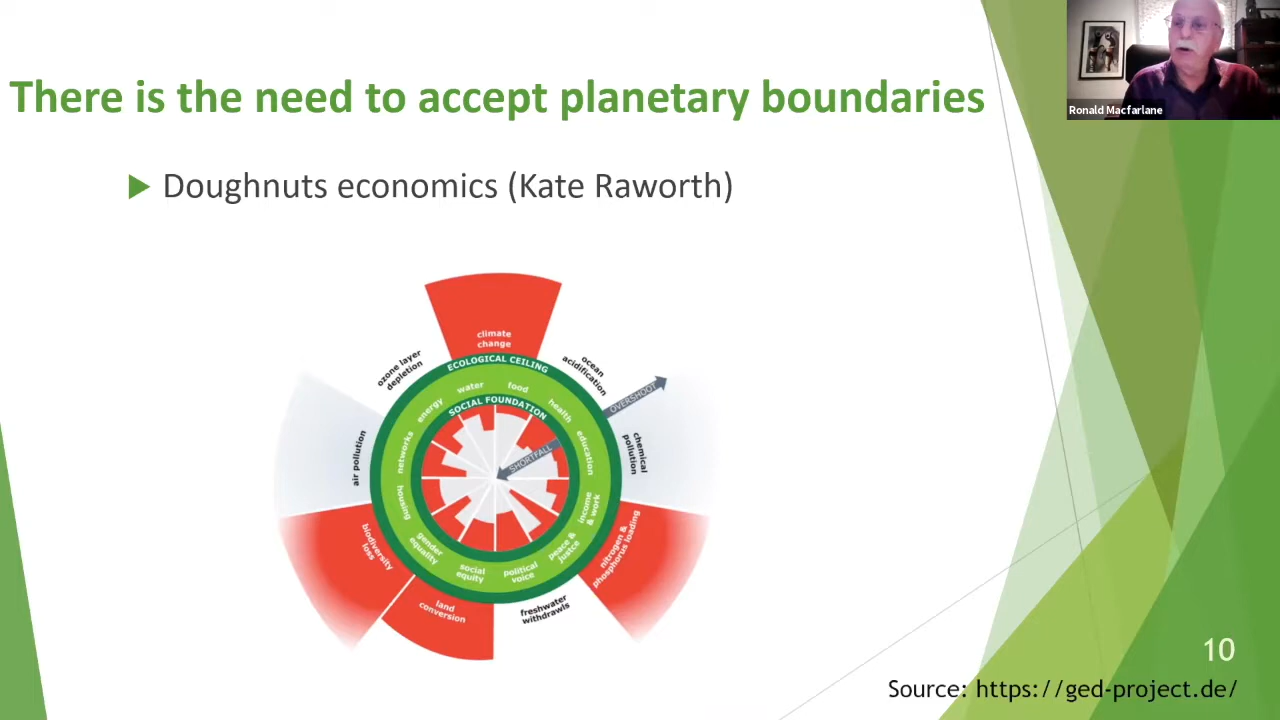 There is the need to accept planetary boundaries
Ronald Macfarlane
Doughnuts economics (Kate Raworth)
climate
change
ozone layer
depletion
ocean
acidification
ECOLOGICAL CEILING
OVERSHOOT
water
food
energy
health
SOCIAL FOUNDATION
networks
education
SHORTFALL
air pollution
chemical
pollution
housing
income
& work
gender
equality
peace &
justce
social
equity
political
voice
biodiversity
loss
nitrogen &
phosphorus loading
land
conversion
freshwater
withdrawls
10
Source: https://ged-project.de/